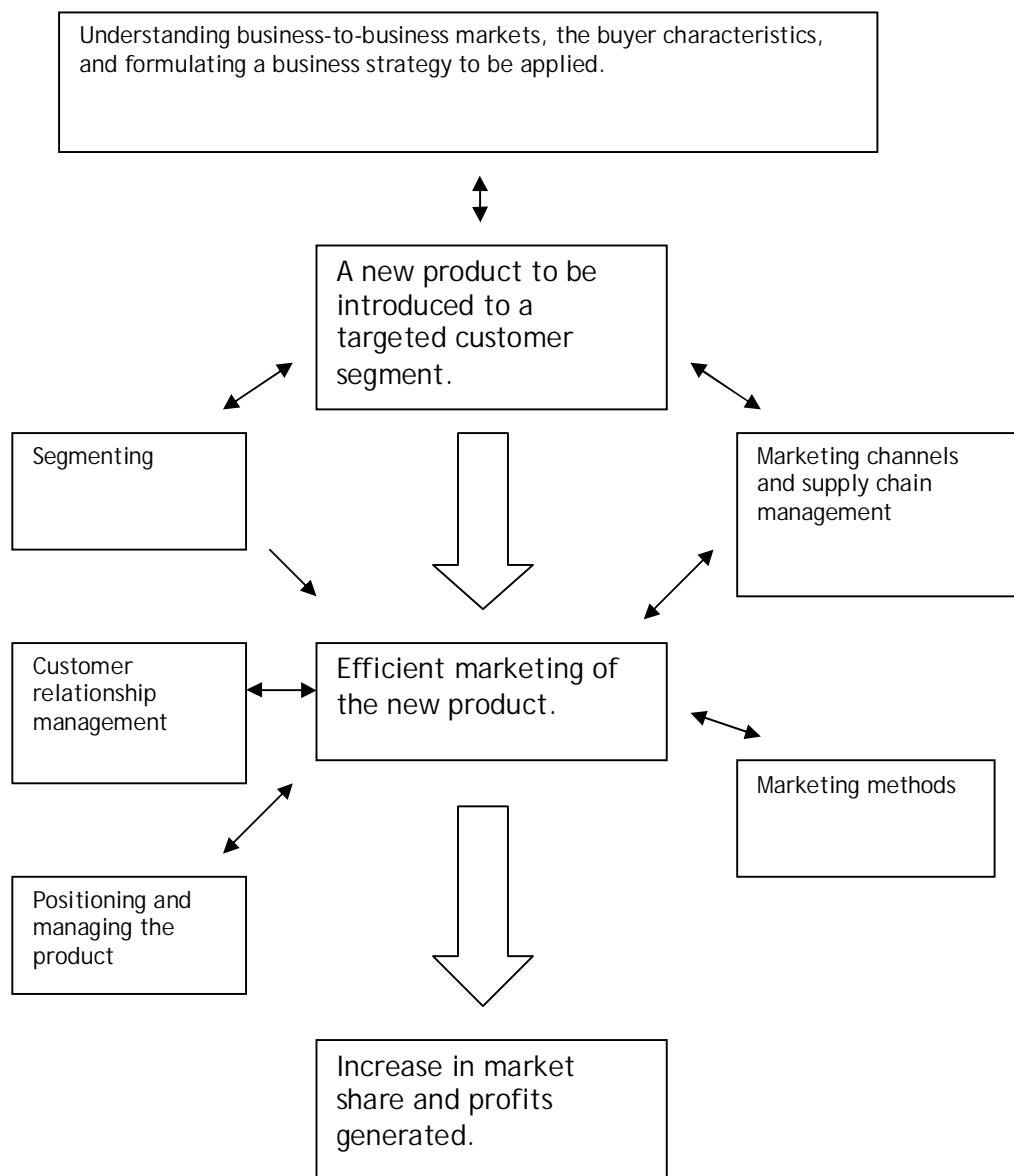 Understanding business-to-business markets, the buyer characteristics,
and formulating a business strategy to be applied.
A new product to be
introduced to a
targeted customer
segment.
Segmenting
Marketing channels
and supply chain
management
Customer
relationship
management
Efficient marketing of
the new product.
Marketing methods
Positioning and
managing the
product
Increase in market
share and profits
generated.